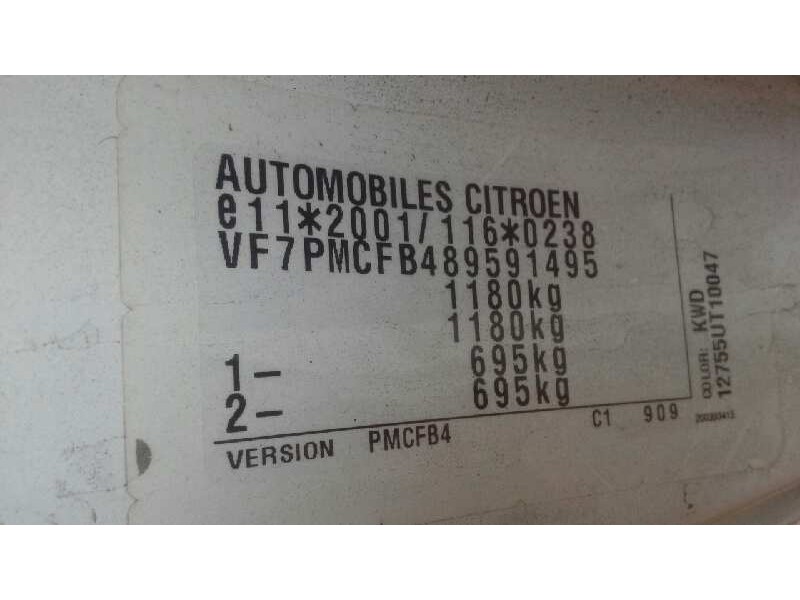 AUTOMOBILES CITROEN
e11*2001/116*0238
VF7PMCFB489591495
1180kg
1180kg
1- 695kg
2- 695kg
VERSION PMCFB4 C1 909
COLOR: KWD
12755UT10047